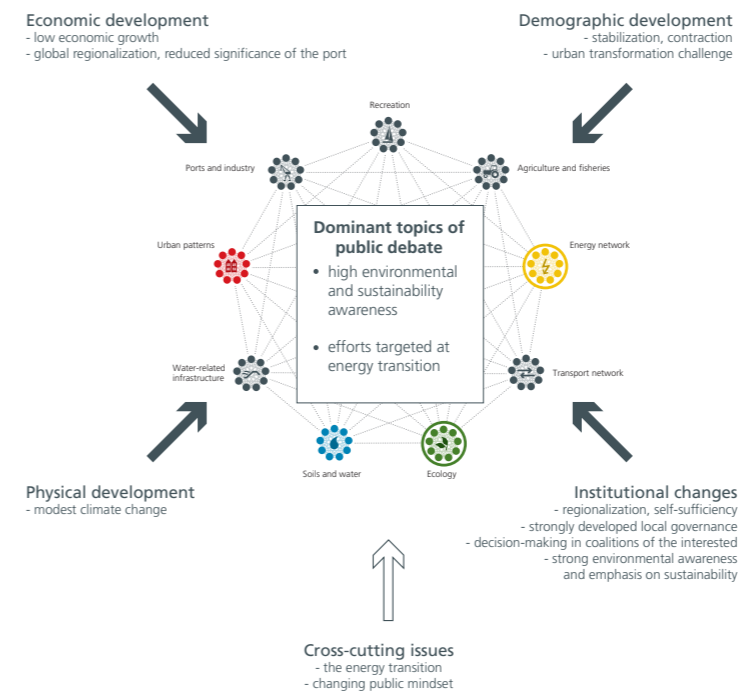 Economic development
- low economic growth
- global regionalization, reduced significance of the port
Demographic development
- stabilization, contraction
- urban transformation challenge
Recreation
Ports and industry
Agriculture and fisheries
Urban patterns
Energy network
Dominant topics of
public debate
• high environmental
and sustainability
awareness
• efforts targeted at
energy transition
Water-related
infrastructure
Transport network
Soils and water
Ecology
Physical development
- modest climate change
Institutional changes
- regionalization, self-sufficiency
- strongly developed local governance
- decision-making in coalitions of the interested
- strong environmental awareness
and emphasis on sustainability
Cross-cutting issues
- the energy transition
- changing public mindset